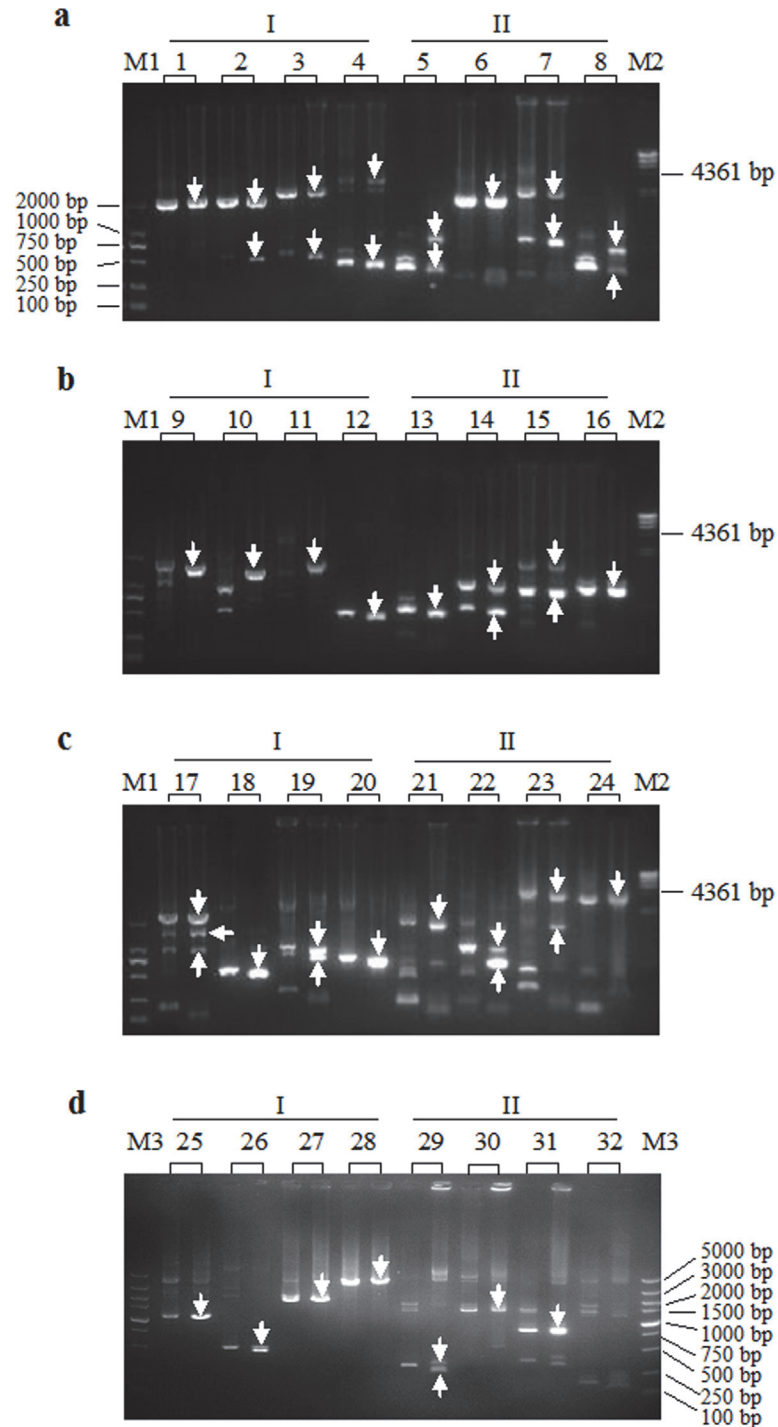 a
I II
M1 1 2 3 4 5 6 7 8 M2
4361 bp
2000 bp
1000 bp
750 bp
500 bp
250 bp
100 bp
b
I II
M1 9 10 11 12 13 14 15 16 M2
4361 bp
c
I II
M1 17 18 19 20 21 22 23 24 M2
4361 bp
d
I II
M3 25 26 27 28 29 30 31 32 M3
5000 bp
3000 bp
2000 bp
1500 bp
1000 bp
750 bp
500 bp
250 bp
100 bp